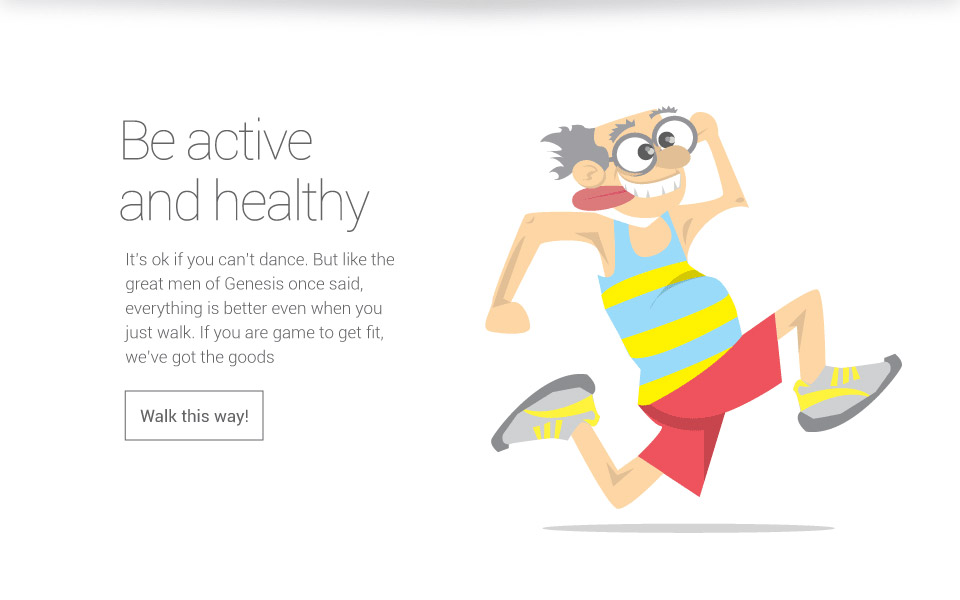 Be active
and healthy
It's ok if you can't dance. But like the
great men of Genesis once said,
everything is better even when you
just walk. If you are game to get fit,
we've got the goods
Walk this way!